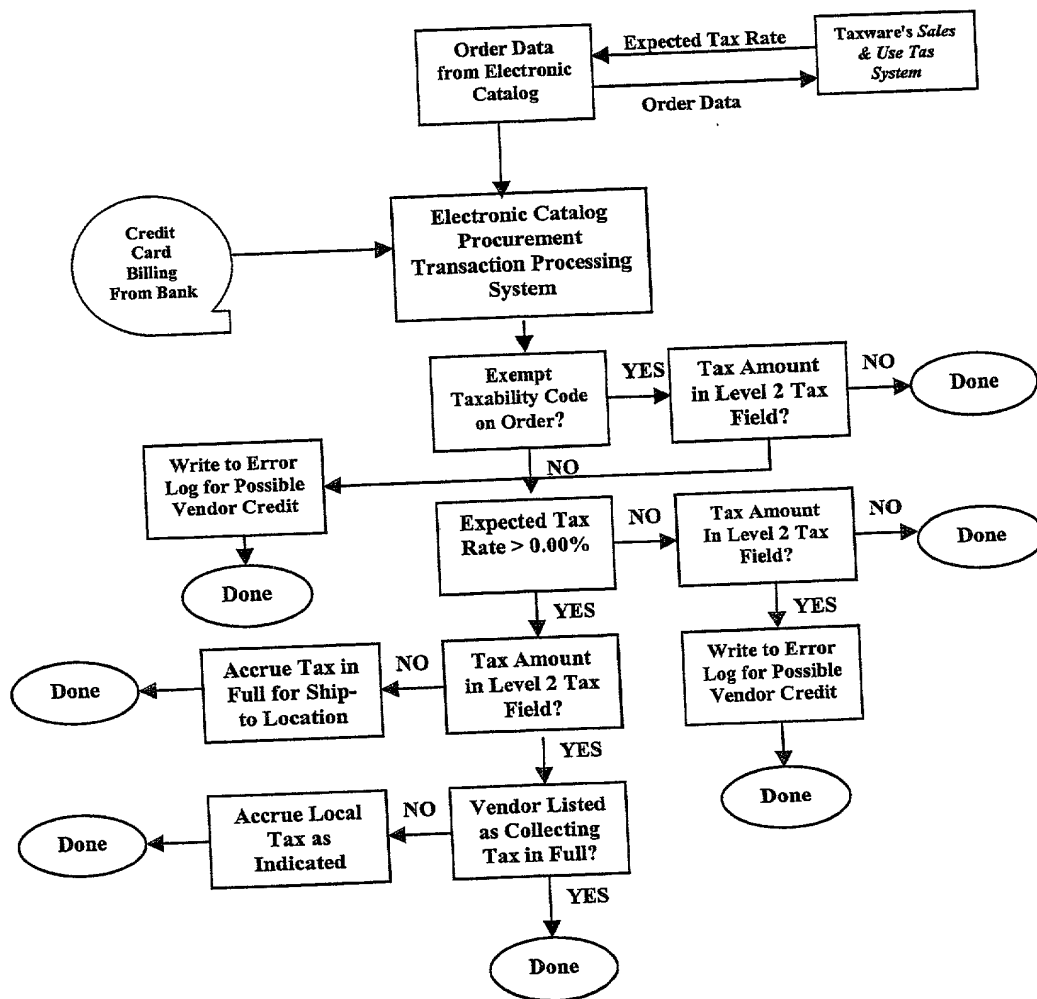 Order Data
from Electronic
Catalog
Expected Tax Rate
Order Data
Taxware's Sales
& Use Tas
System
Credit
Card
Billing
From Bank
Electronic Catalog
Procurement
Transaction Processing
System
Exempt
Taxability Code
on Order?
YES
Tax Amount
in Level 2 Tax
Field?
NO
Done
NO
Write to Error
Log for Possible
Vendor Credit
Done
Expected Tax
Rate > 0.00%
NO
Tax Amount
In Level 2 Tax
Field?
NO
Done
YES
YES
Write to Error
Log for Possible
Vendor Credit
Done
Tax Amount
in Level 2 Tax
Field?
NO
Accrue Tax in
Full for Ship-
to Location
Done
YES
Vendor Listed
as Collecting
Tax in Full?
NO
Accrue Local
Tax as
Indicated
Done
YES
Done